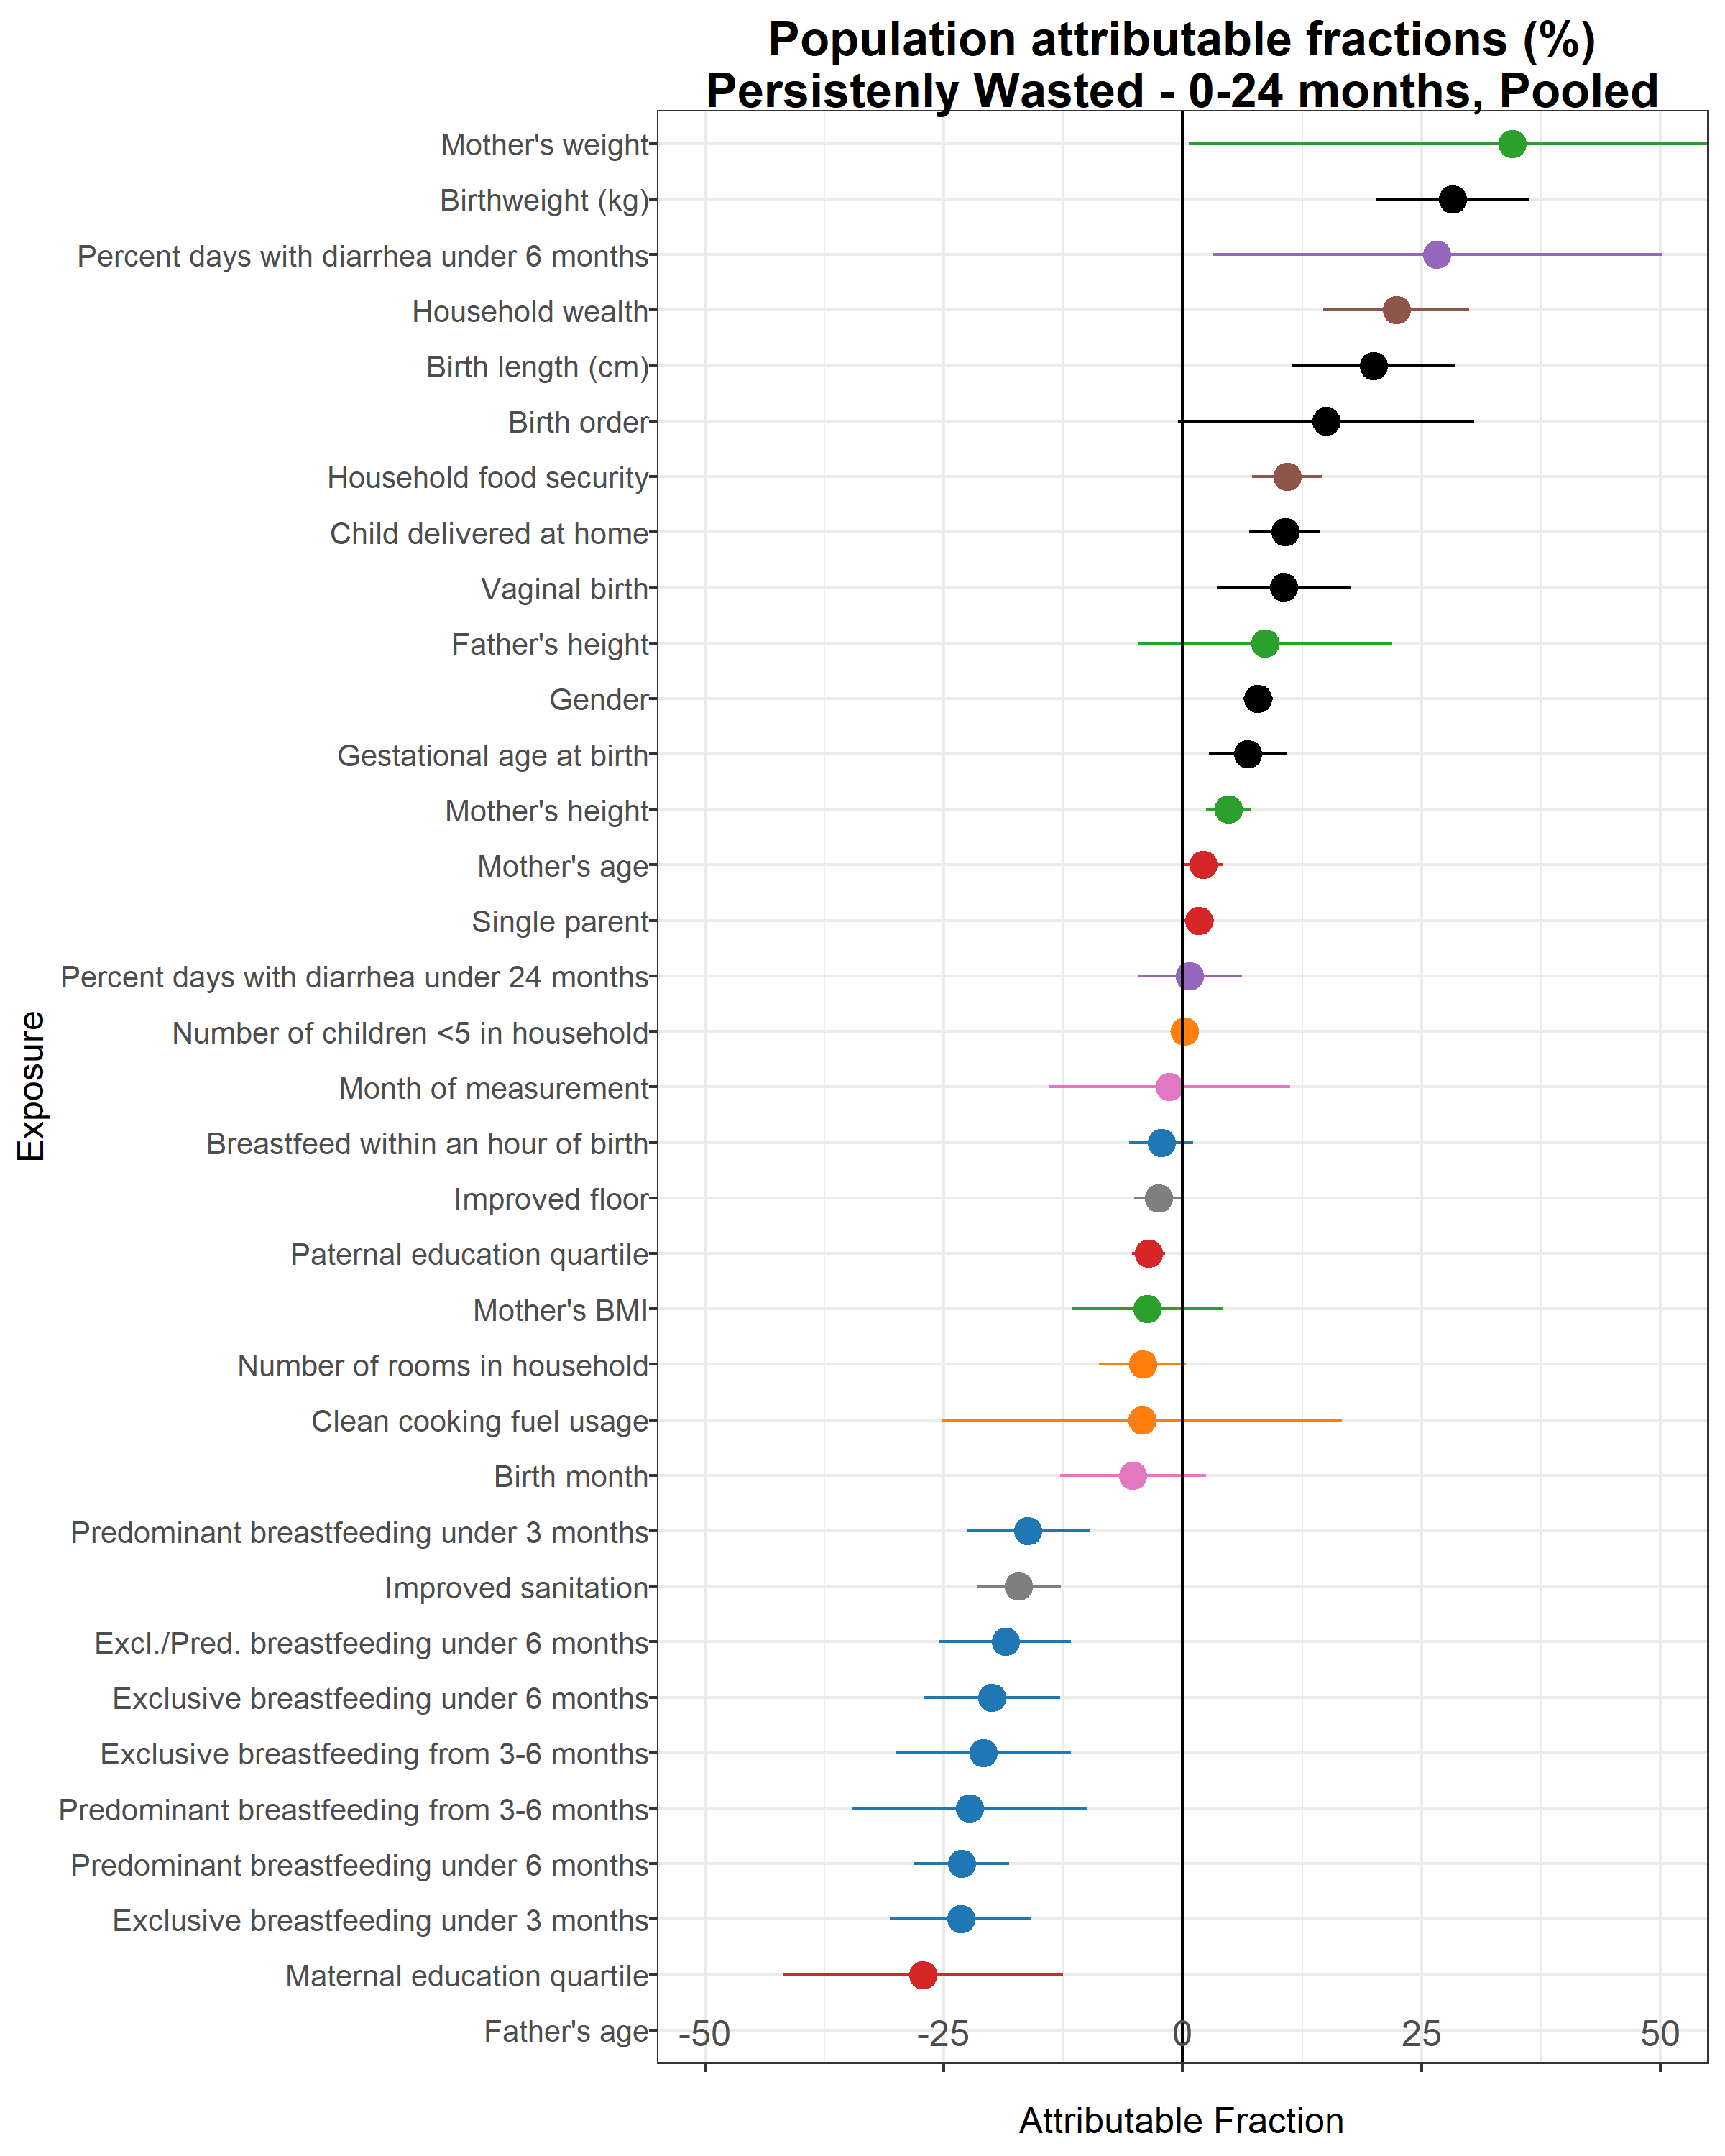 Population attributable fractions (%)
Persistenly Wasted - 0-24 months, Pooled
Exposure
Mother's weight
Birthweight (kg)
Percent days with diarrhea under 6 months
Household wealth
Birth length (cm)
Birth order
Household food security
Child delivered at home
Vaginal birth
Father's height
Gender
Gestational age at birth
Mother's height
Mother's age
Single parent
Percent days with diarrhea under 24 months
Number of children <5 in household
Month of measurement
Breastfeed within an hour of birth
Improved floor
Paternal education quartile
Mother's BMI
Number of rooms in household
Clean cooking fuel usage
Birth month
Predominant breastfeeding under 3 months
Improved sanitation
Excl./Pred. breastfeeding under 6 months
Exclusive breastfeeding under 6 months
Exclusive breastfeeding from 3-6 months
Predominant breastfeeding from 3-6 months
Predominant breastfeeding under 6 months
Exclusive breastfeeding under 3 months
Maternal education quartile
Father's age
-50 -25 0 25 50
Attributable Fraction